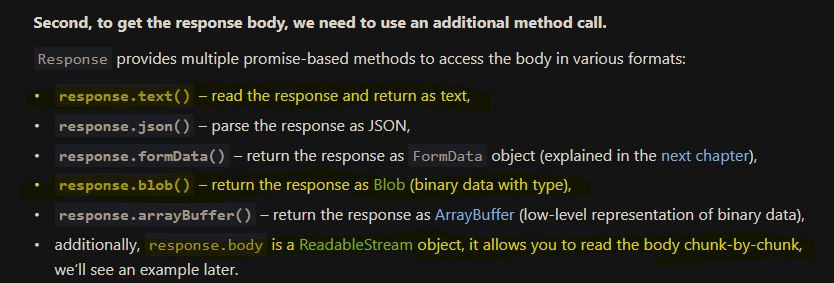 Second, to get the response body, we need to use an additional method call.
Response provides multiple promise-based methods to access the body in various formats:
• response.text() – read the response and return as text,
• response.json() – parse the response as JSON,
• response.formData() – return the response as FormData object (explained in the next chapter),
• response.blob() – return the response as Blob (binary data with type),
• response.arrayBuffer() – return the response as ArrayBuffer (low-level representation of binary data),
• additionally, response.body is a ReadableStream object, it allows you to read the body chunk-by-chunk,
we’ll see an example later.